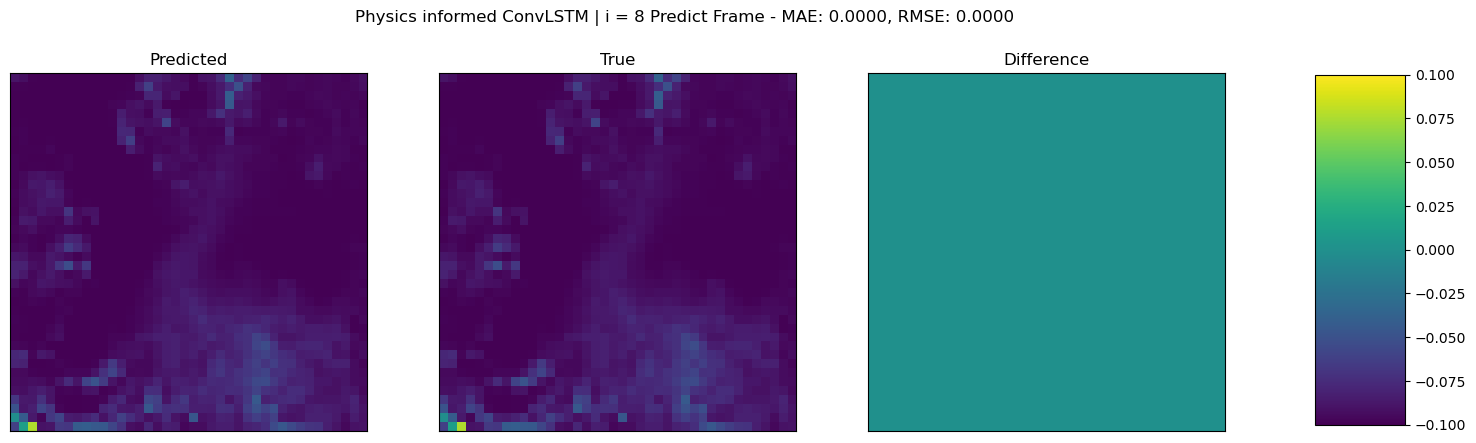 Physics informed ConvLSTM | i = 8 Predict Frame - MAE: 0.0000, RMSE: 0.0000
Predicted
True
Difference
0.100
0.075
0.050
0.025
0.000
−0.025
−0.050
−0.075
−0.100